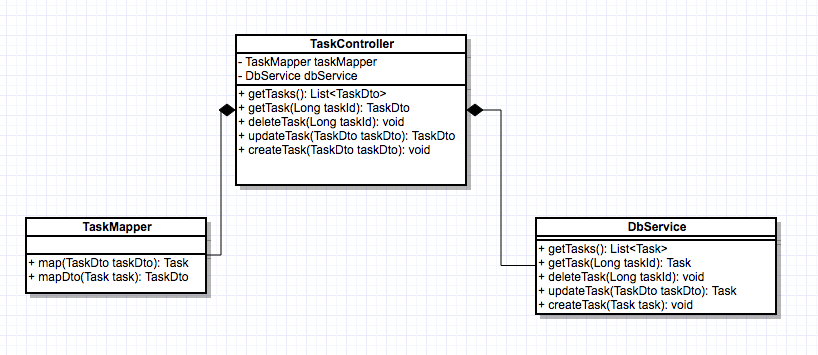 TaskController
- TaskMapper taskMapper
- DbService dbService
+ getTasks(): List<TaskDto>
+ getTask(Long taskId): TaskDto
+ deleteTask(Long taskId): void
+ updateTask(TaskDto taskDto): TaskDto
+ createTask(TaskDto taskDto): void
TaskMapper
+ map(TaskDto taskDto): Task
+ mapDto(Task task): TaskDto
DbService
+ getTasks(): List<Task>
+ getTask(Long taskId): Task
+ deleteTask(Long taskId): void
+ updateTask(TaskDto taskDto): Task
+ createTask(Task task): void